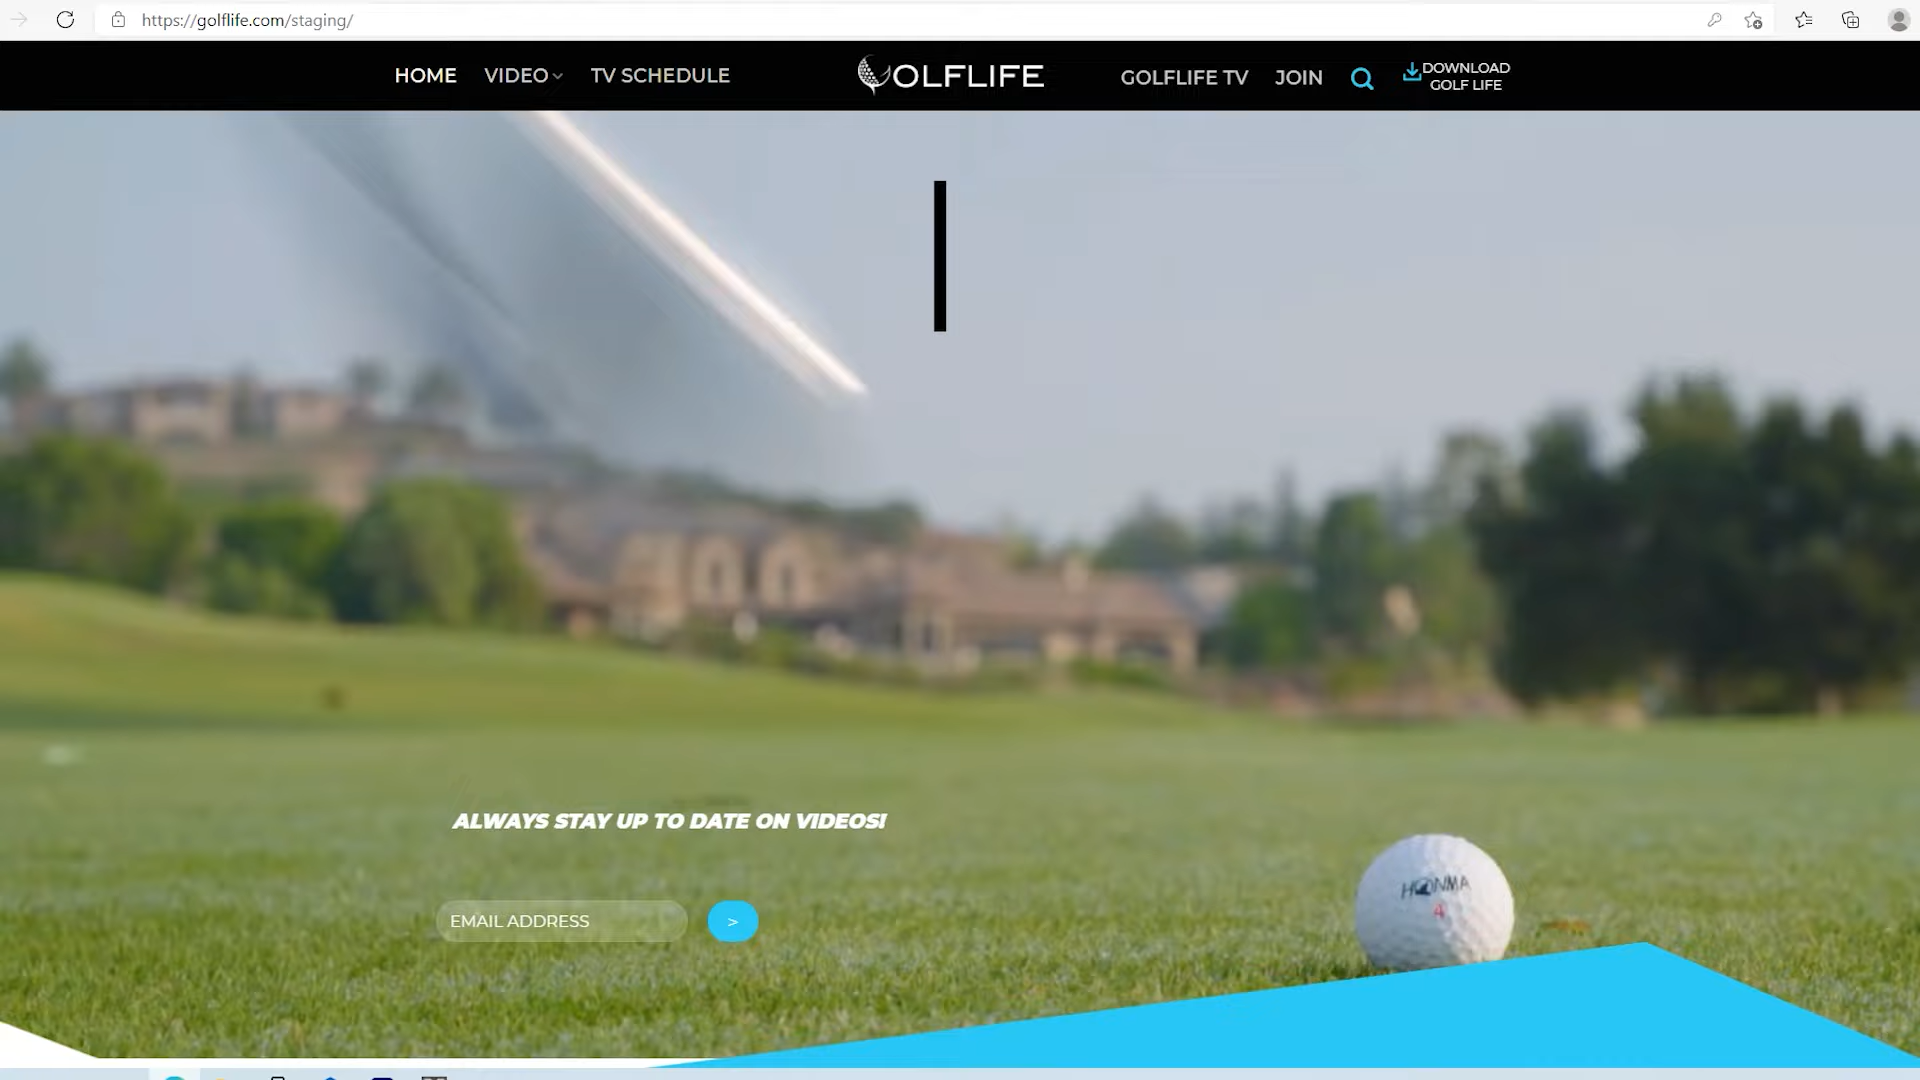 https://golflife.com/staging/
HOME VIDEO TV SCHEDULE
OLFLIFE
GOLFLIFE TV JOIN
DOWNLOAD
GOLF LIFE
ALWAYS STAY UP TO DATE ON VIDEOS!
EMAIL ADDRESS >
HONMA
4